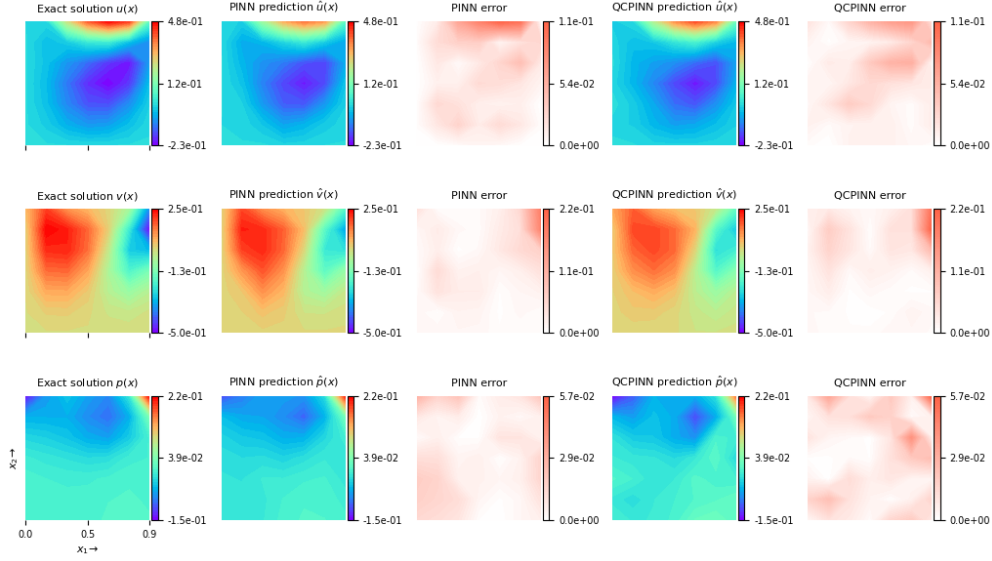 Exact solution u(x)
PINN prediction û(x)
PINN error
QCPINN prediction û(x)
QCPINN error
4.8e-01
4.8e-01
1.1e-01
4.8e-01
1.1e-01
1.2e-01
1.2e-01
5.4e-02
1.2e-01
5.4e-02
-2.3e-01
-2.3e-01
0.0e+00
-2.3e-01
0.0e+00
Exact solution v(x)
PINN prediction v̂(x)
PINN error
QCPINN prediction v̂(x)
QCPINN error
2.5e-01
2.5e-01
2.2e-01
2.5e-01
2.2e-01
-1.3e-01
-1.3e-01
1.1e-01
-1.3e-01
1.1e-01
-5.0e-01
-5.0e-01
0.0e+00
-5.0e-01
0.0e+00
Exact solution p(x)
PINN prediction p̂(x)
PINN error
QCPINN prediction p̂(x)
QCPINN error
2.2e-01
2.2e-01
5.7e-02
2.2e-01
5.7e-02
x₂→
3.9e-02
3.9e-02
2.9e-02
3.9e-02
2.9e-02
-1.5e-01
-1.5e-01
0.0e+00
-1.5e-01
0.0e+00
0.0 0.5 0.9
x₁→